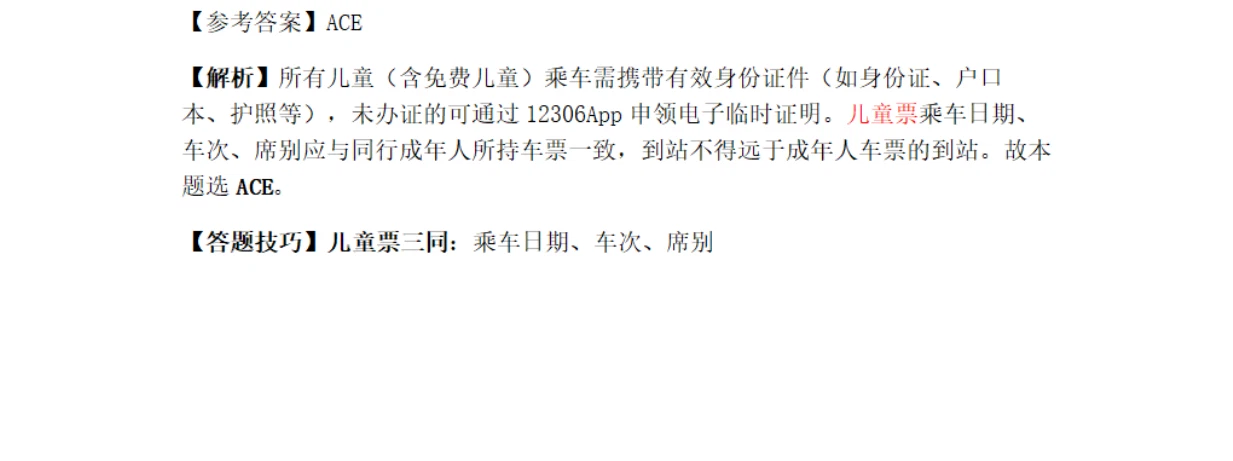 【参考答案】ACE
【解析】所有儿童（含免费儿童）乘车需携带有效身份证件（如身份证、户口
本、护照等），未办证的可通过 12306App 申领电子临时证明。儿童票乘车日期、
车次、席别应与同行成年人所持车票一致，到站不得远于成年人车票的到站。故本
题选 ACE。
【答题技巧】儿童票三同：乘车日期、车次、席别